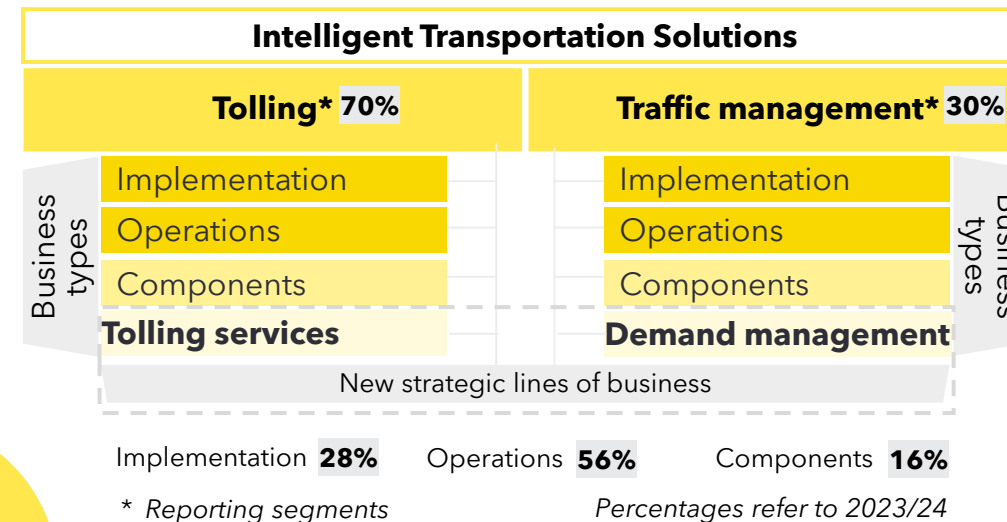 Intelligent Transportation Solutions
Tolling* 70%
Traffic management* 30%
Business
types
Implementation
Operations
Components
Tolling services
Implementation
Operations
Components
Demand management
Business
types
New strategic lines of business
Implementation 28%
Operations 56%
Components 16%
* Reporting segments
Percentages refer to 2023/24